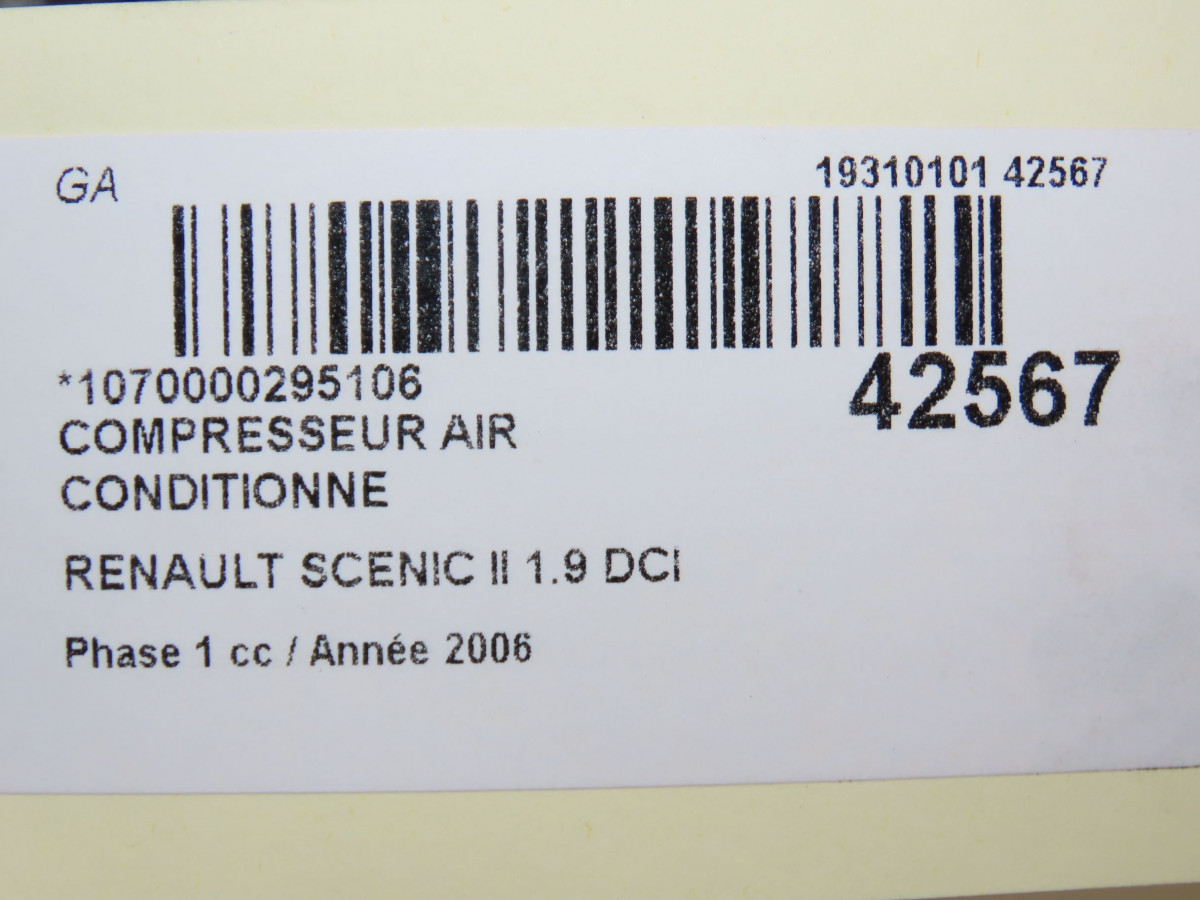 GA
19310101 42567
*1070000295106
42567
COMPRESSEUR AIR
CONDITIONNE
RENAULT SCENIC II 1.9 DCI
Phase 1 cc / Année 2006